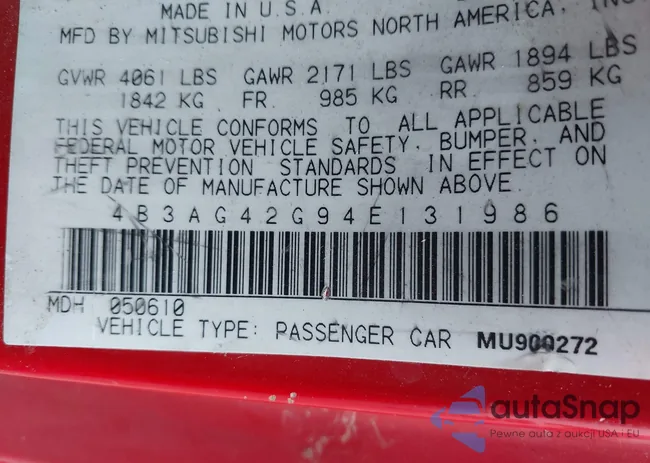 MADE IN U.S.A.
MFD BY MITSUBISHI MOTORS NORTH AMERICA, INC
GVWR 4061 LBS GAWR 2171 LBS GAWR 1894 LBS
1842 KG FR. 985 KG RR. 859 KG
THIS VEHICLE CONFORMS TO ALL APPLICABLE
FEDERAL MOTOR VEHICLE SAFETY, BUMPER, AND
THEFT PREVENTION STANDARDS IN EFFECT ON
THE DATE OF MANUFACTURE SHOWN ABOVE.
4B3AG42G94E131986
MDH 050610
VEHICLE TYPE: PASSENGER CAR MU900272
autaSnap
Pewne auta z aukcji USA i EU